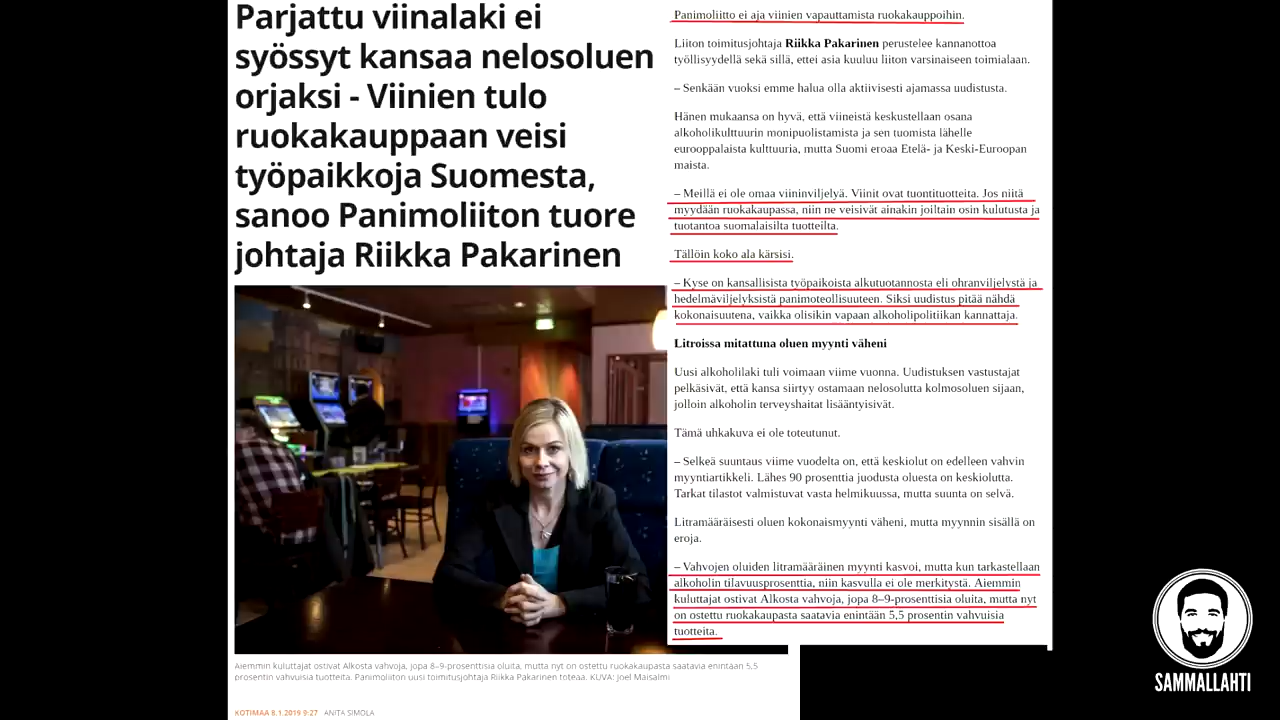 Parjattu viinalaki ei
syössyt kansaa nelosoluen
orjaksi - Viinien tulo
ruokakauppaan veisi
työpaikkoja Suomesta,
sanoo Panimoliiton tuore
johtaja Riikka Pakarinen
Aiemmin kuluttajat ostivat Alkosta vahvoja, jopa 8–9-prosenttisia oluita, mutta nyt on ostettu ruokakaupasta saatavia enintään 5,5
prosentin vahvuisia tuotteita. Panimoliiton uusi toimitusjohtaja Riikka Pakarinen toteaa. KUVA: Joel Maisalmi
KOTIMAA 8.1.2019 9:27 ANITA SIMOLA
Panimoliitto ei aja viinien vapauttamista ruokakauppoihin.
Liiton toimitusjohtaja Riikka Pakarinen perustelee kannanottoa
työllisyydellä sekä sillä, ettei asia kuuluu liiton varsinaiseen toimialaan.
– Senkään vuoksi emme halua olla aktiivisesti ajamassa uudistusta.
Hänen mukaansa on hyvä, että viineistä keskustellaan osana
alkoholikulttuurin monipuolistamista ja sen tuomista lähelle
eurooppalaista kulttuuria, mutta Suomi eroaa Etelä- ja Keski-Euroopan
maista.
– Meillä ei ole omaa viininviljelyä. Viinit ovat tuontituotteita. Jos niitä
myydään ruokakaupassa, niin ne veisivät ainakin joiltain osin kulutusta ja
tuotantoa suomalaisilta tuotteilta.
Tällöin koko ala kärsisi.
– Kyse on kansallisista työpaikoista alkutuotannosta eli ohranviljelystä ja
hedelmäviljelyksistä panimoteollisuuteen. Siksi uudistus pitää nähdä
kokonaisuutena, vaikka olisikin vapaan alkoholipolitiikan kannattaja.
Litroissa mitattuna oluen myynti väheni
Uusi alkoholilaki tuli voimaan viime vuonna. Uudistuksen vastustajat
pelkäsivät, että kansa siirtyy ostamaan nelosolutta kolmosoluen sijaan,
jolloin alkoholin terveyshaitat lisääntyisivät.
Tämä uhkakuva ei ole toteutunut.
– Selkeä suuntaus viime vuodelta on, että keskiolut on edelleen vahvin
myyntiartikkeli. Lähes 90 prosenttia juodusta oluesta on keskiolutta.
Tarkat tilastot valmistuvat vasta helmikuussa, mutta suunta on selvä.
Litramääräisesti oluen kokonaismyynti väheni, mutta myynnin sisällä on
eroja.
– Vahvojen oluiden litramääräinen myynti kasvoi, mutta kun tarkastellaan
alkoholin tilavuusprosenttia, niin kasvulla ei ole merkitystä. Aiemmin
kuluttajat ostivat Alkosta vahvoja, jopa 8–9-prosenttisia oluita, mutta nyt
on ostettu ruokakaupasta saatavia enintään 5,5 prosentin vahvuisia
tuotteita.
SAMMALLAHTI